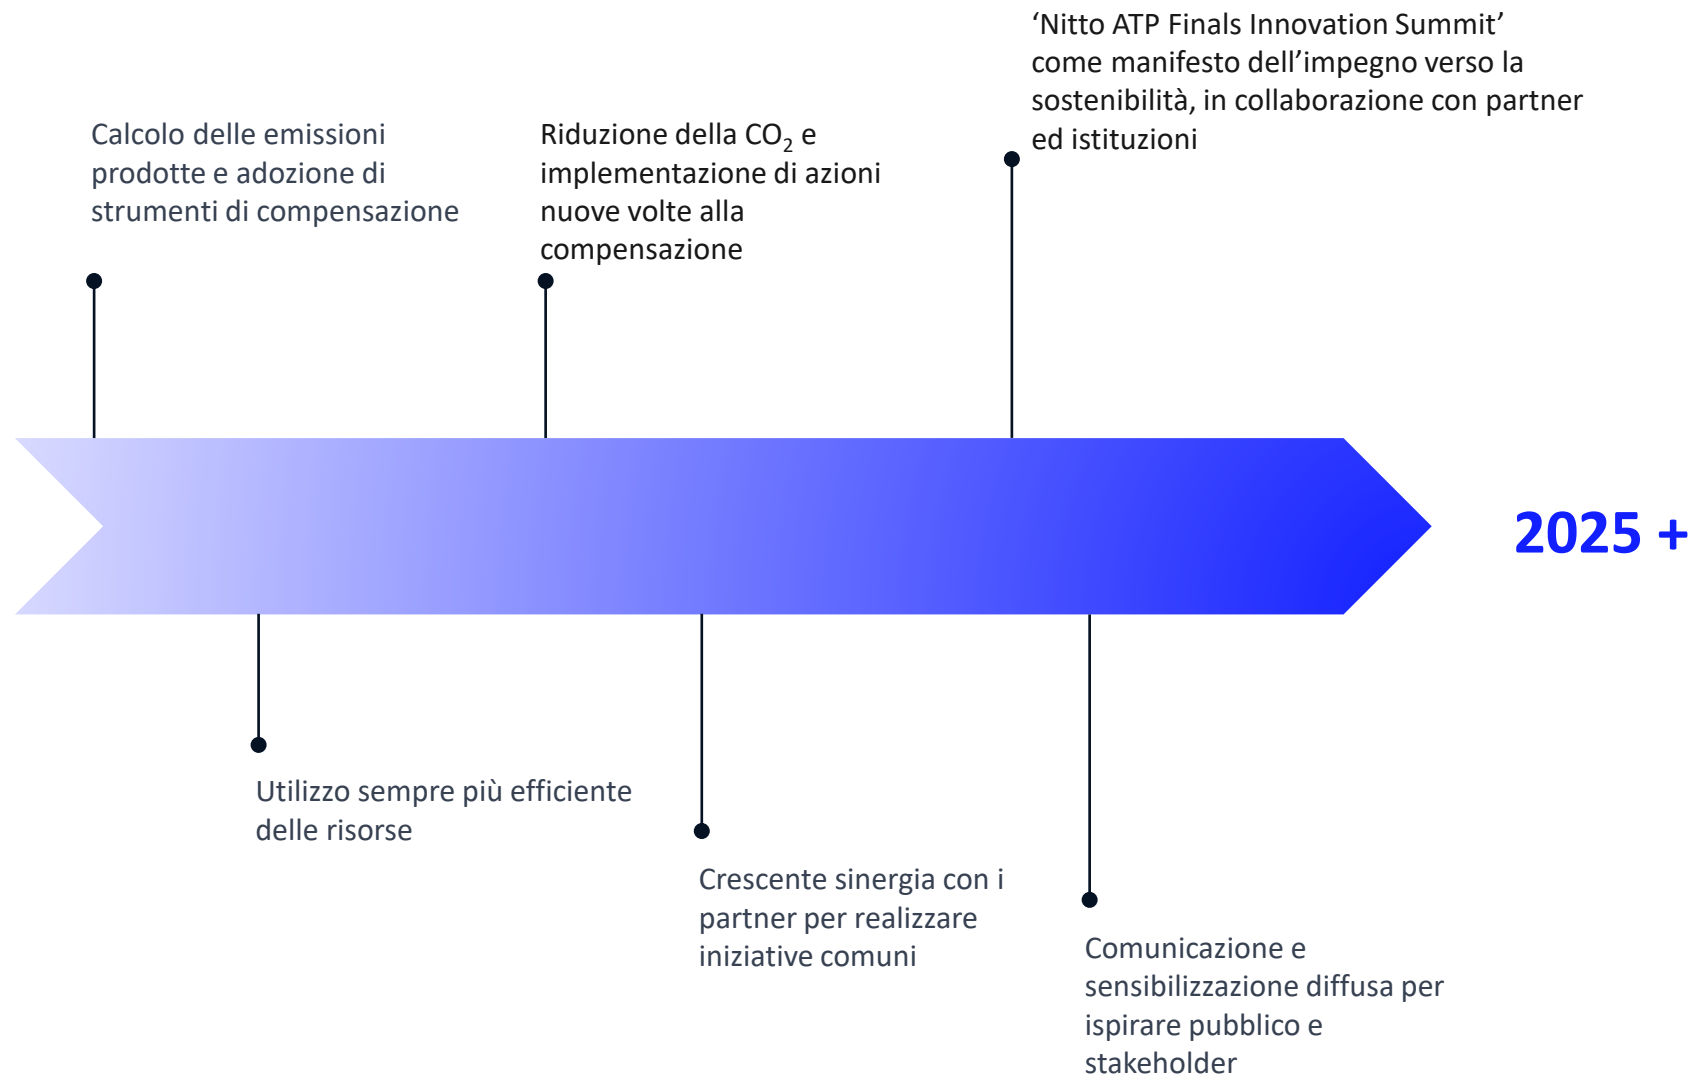 ‘Nitto ATP Finals Innovation Summit’
come manifesto dell’impegno verso la
sostenibilità, in collaborazione con partner
ed istituzioni
Calcolo delle emissioni
prodotte e adozione di
strumenti di compensazione
Riduzione della CO₂ e
implementazione di azioni
nuove volte alla
compensazione
2025 +
Utilizzo sempre più efficiente
delle risorse
Crescente sinergia con i
partner per realizzare
iniziative comuni
Comunicazione e
sensibilizzazione diffusa per
ispirare pubblico e
stakeholder